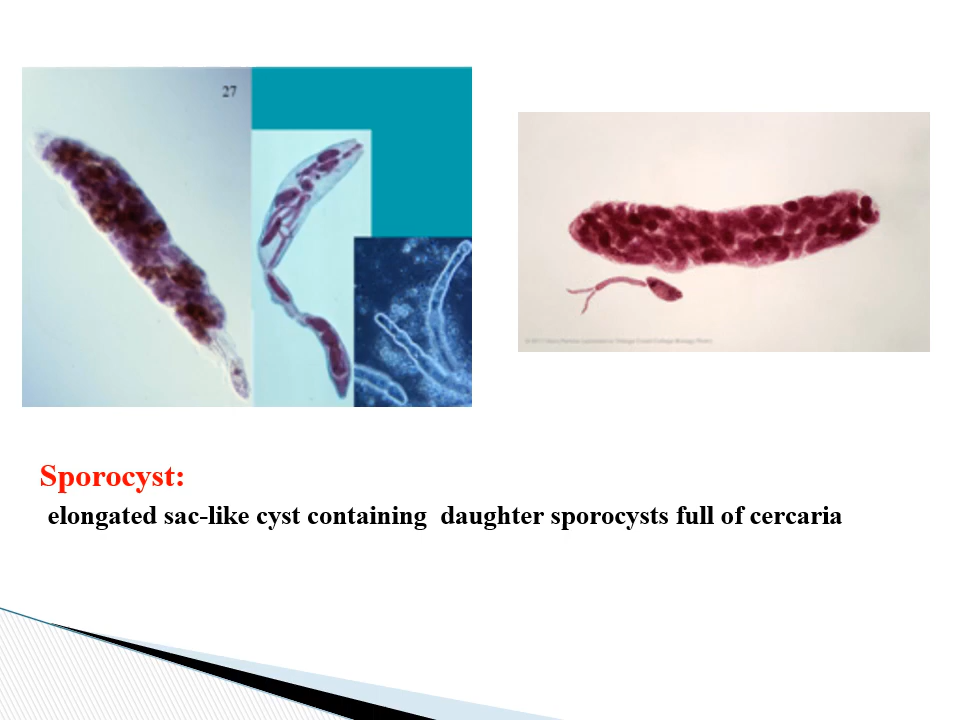 27
Sporocyst:
elongated sac-like cyst containing daughter sporocysts full of cercaria